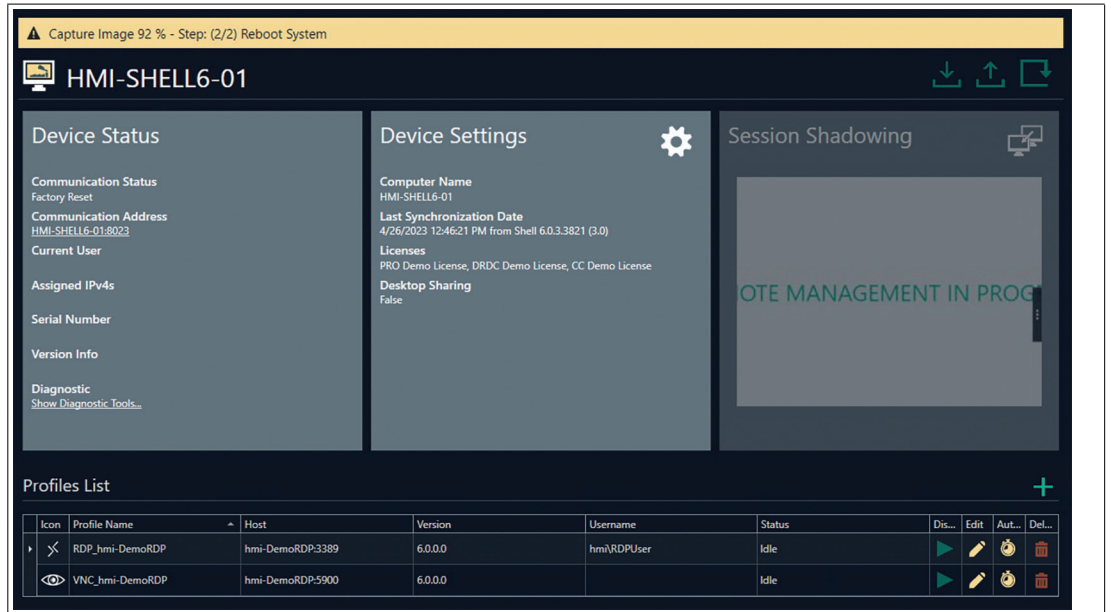 Capture Image 92 % - Step: (2/2) Reboot System
HMI-SHELL6-01
Device Status
Communication Status
Factory Reset
Communication Address
HMI-SHELL6-01:8023
Current User
Assigned IPv4s
Serial Number
Version Info
Diagnostic
Show Diagnostic Tools...
Device Settings
Computer Name
HMI-SHELL6-01
Last Synchronization Date
4/26/2023 12:46:21 PM from Shell 6.0.3.3821 (3.0)
Licenses
PRO Demo License, DRDC Demo License, CC Demo License
Desktop Sharing
False
Session Shadowing
OTE MANAGEMENT IN PROG
Profiles List
Icon Profile Name Host Version Username Status Dis... Edit Aut... Del...
RDP_hmi-DemoRDP hmi-DemoRDP:3389 6.0.0.0 hmi\RDPUser Idle
VNC_hmi-DemoRDP hmi-DemoRDP:5900 6.0.0.0 Idle